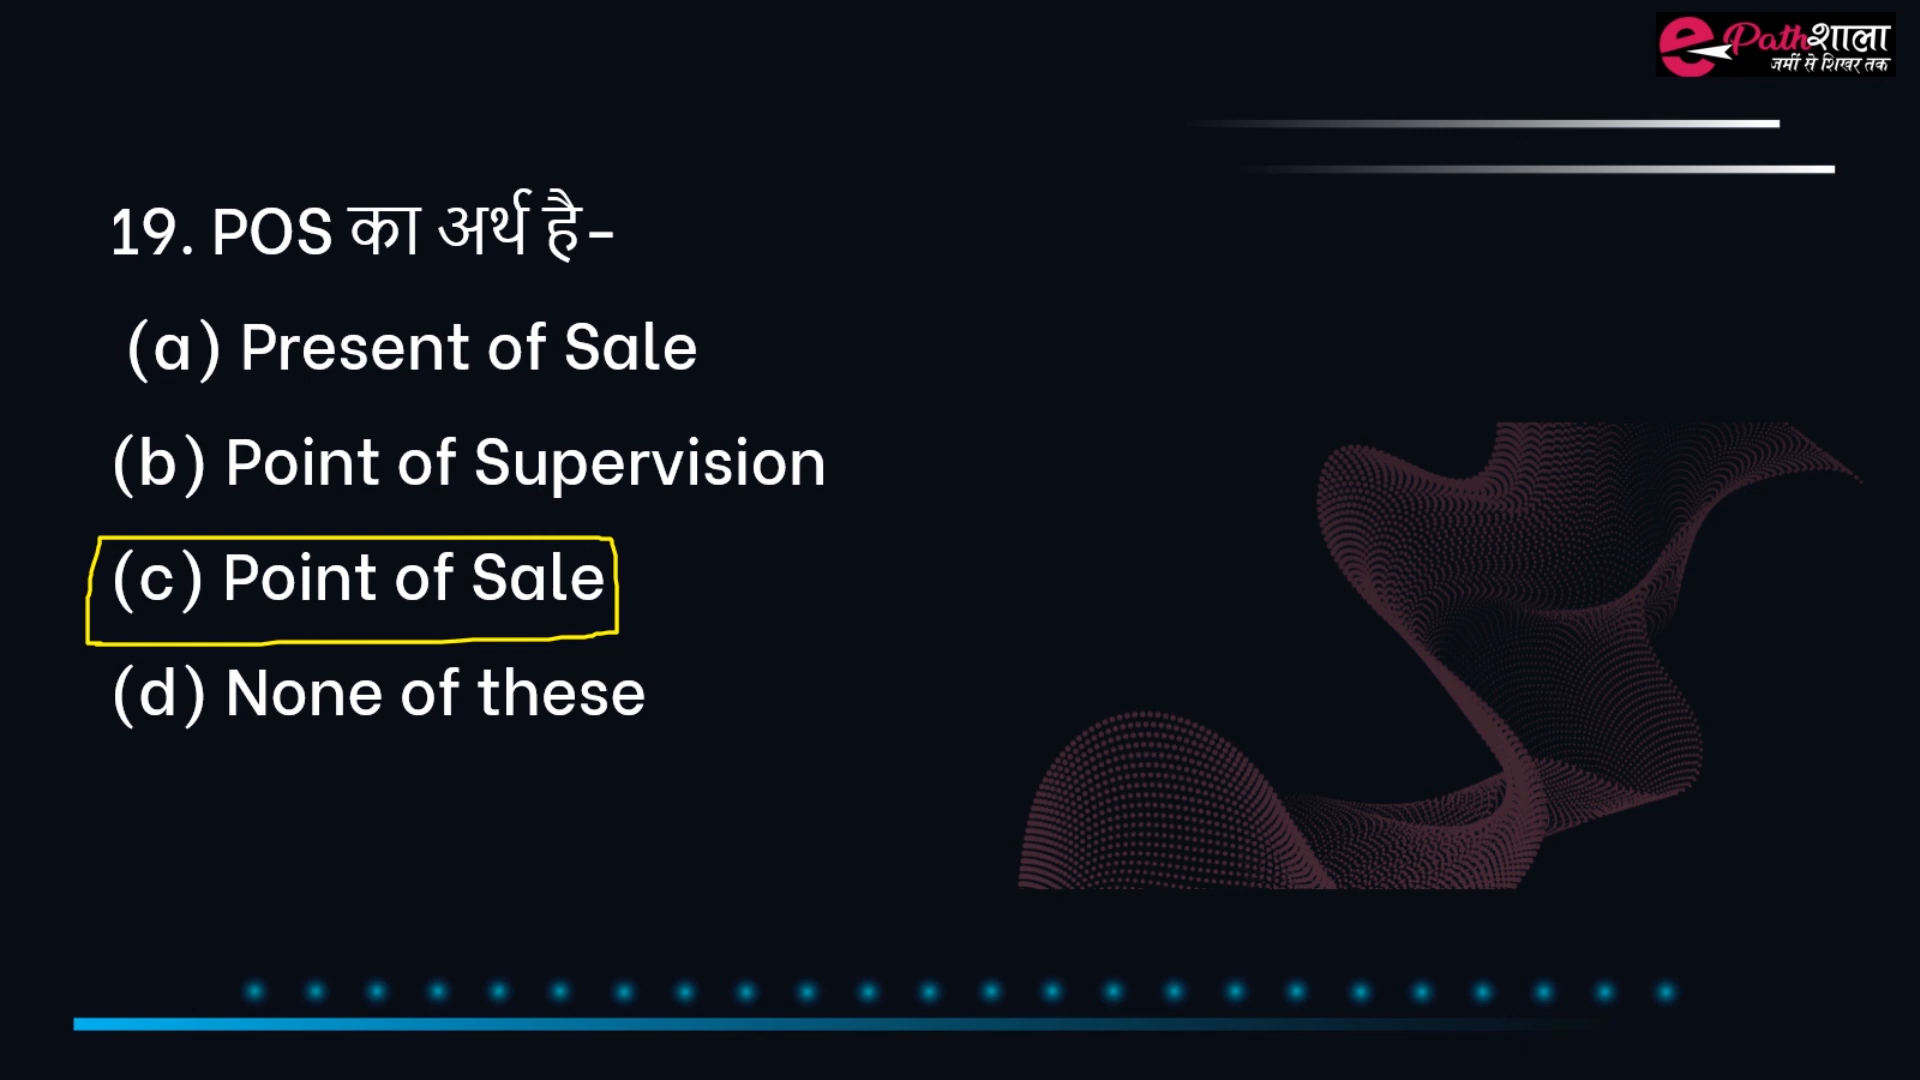 ePathशाला
जमीं से शिखर तक
19. POS का अर्थ है-
(a) Present of Sale
(b) Point of Supervision
(c) Point of Sale
(d) None of these